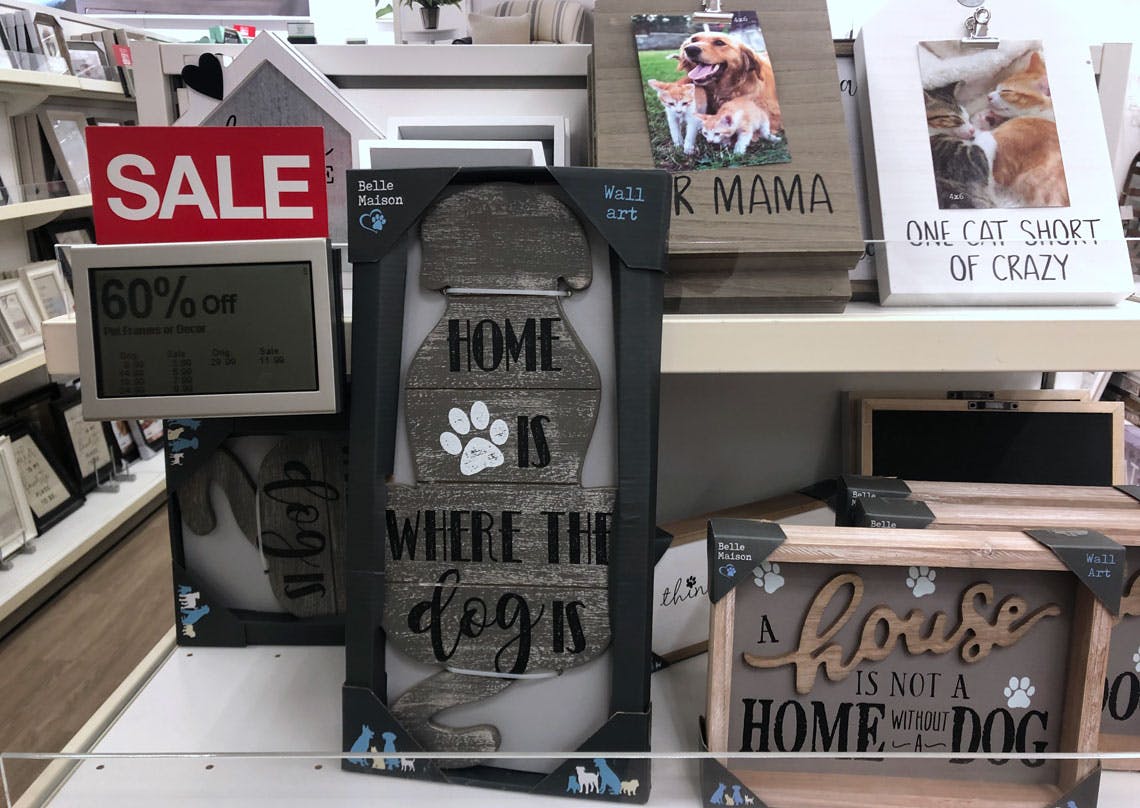 SALE
60% Off
Pet Frames or Decor
Orig Sale Orig Sale
29.99 11.99
Belle
Maison
Wall
art
HOME
IS
WHERE THE
dog IS
4x6
R MAMA
4x6
ONE CAT SHORT
OF CRAZY
dog IS
thin
Belle
Belle
Belle
Maison
Wall
Art
A house
IS NOT A
HOME WITHOUT A DOG